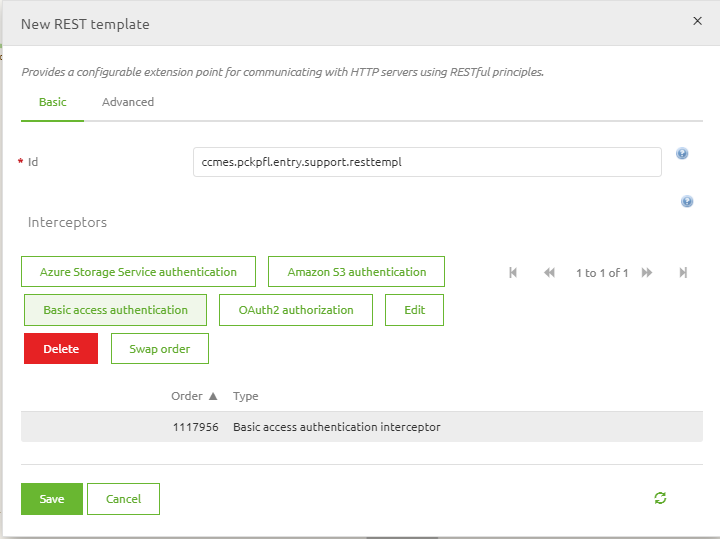 New REST template
Provides a configurable extension point for communicating with HTTP servers using RESTful principles.
Basic Advanced
* Id ccmes.pckpfl.entry.support.resttempl
Interceptors
Azure Storage Service authentication Amazon S3 authentication 1 to 1 of 1
Basic access authentication OAuth2 authorization Edit
Delete Swap order
Order ▲ Type
1117956 Basic access authentication interceptor
Save Cancel